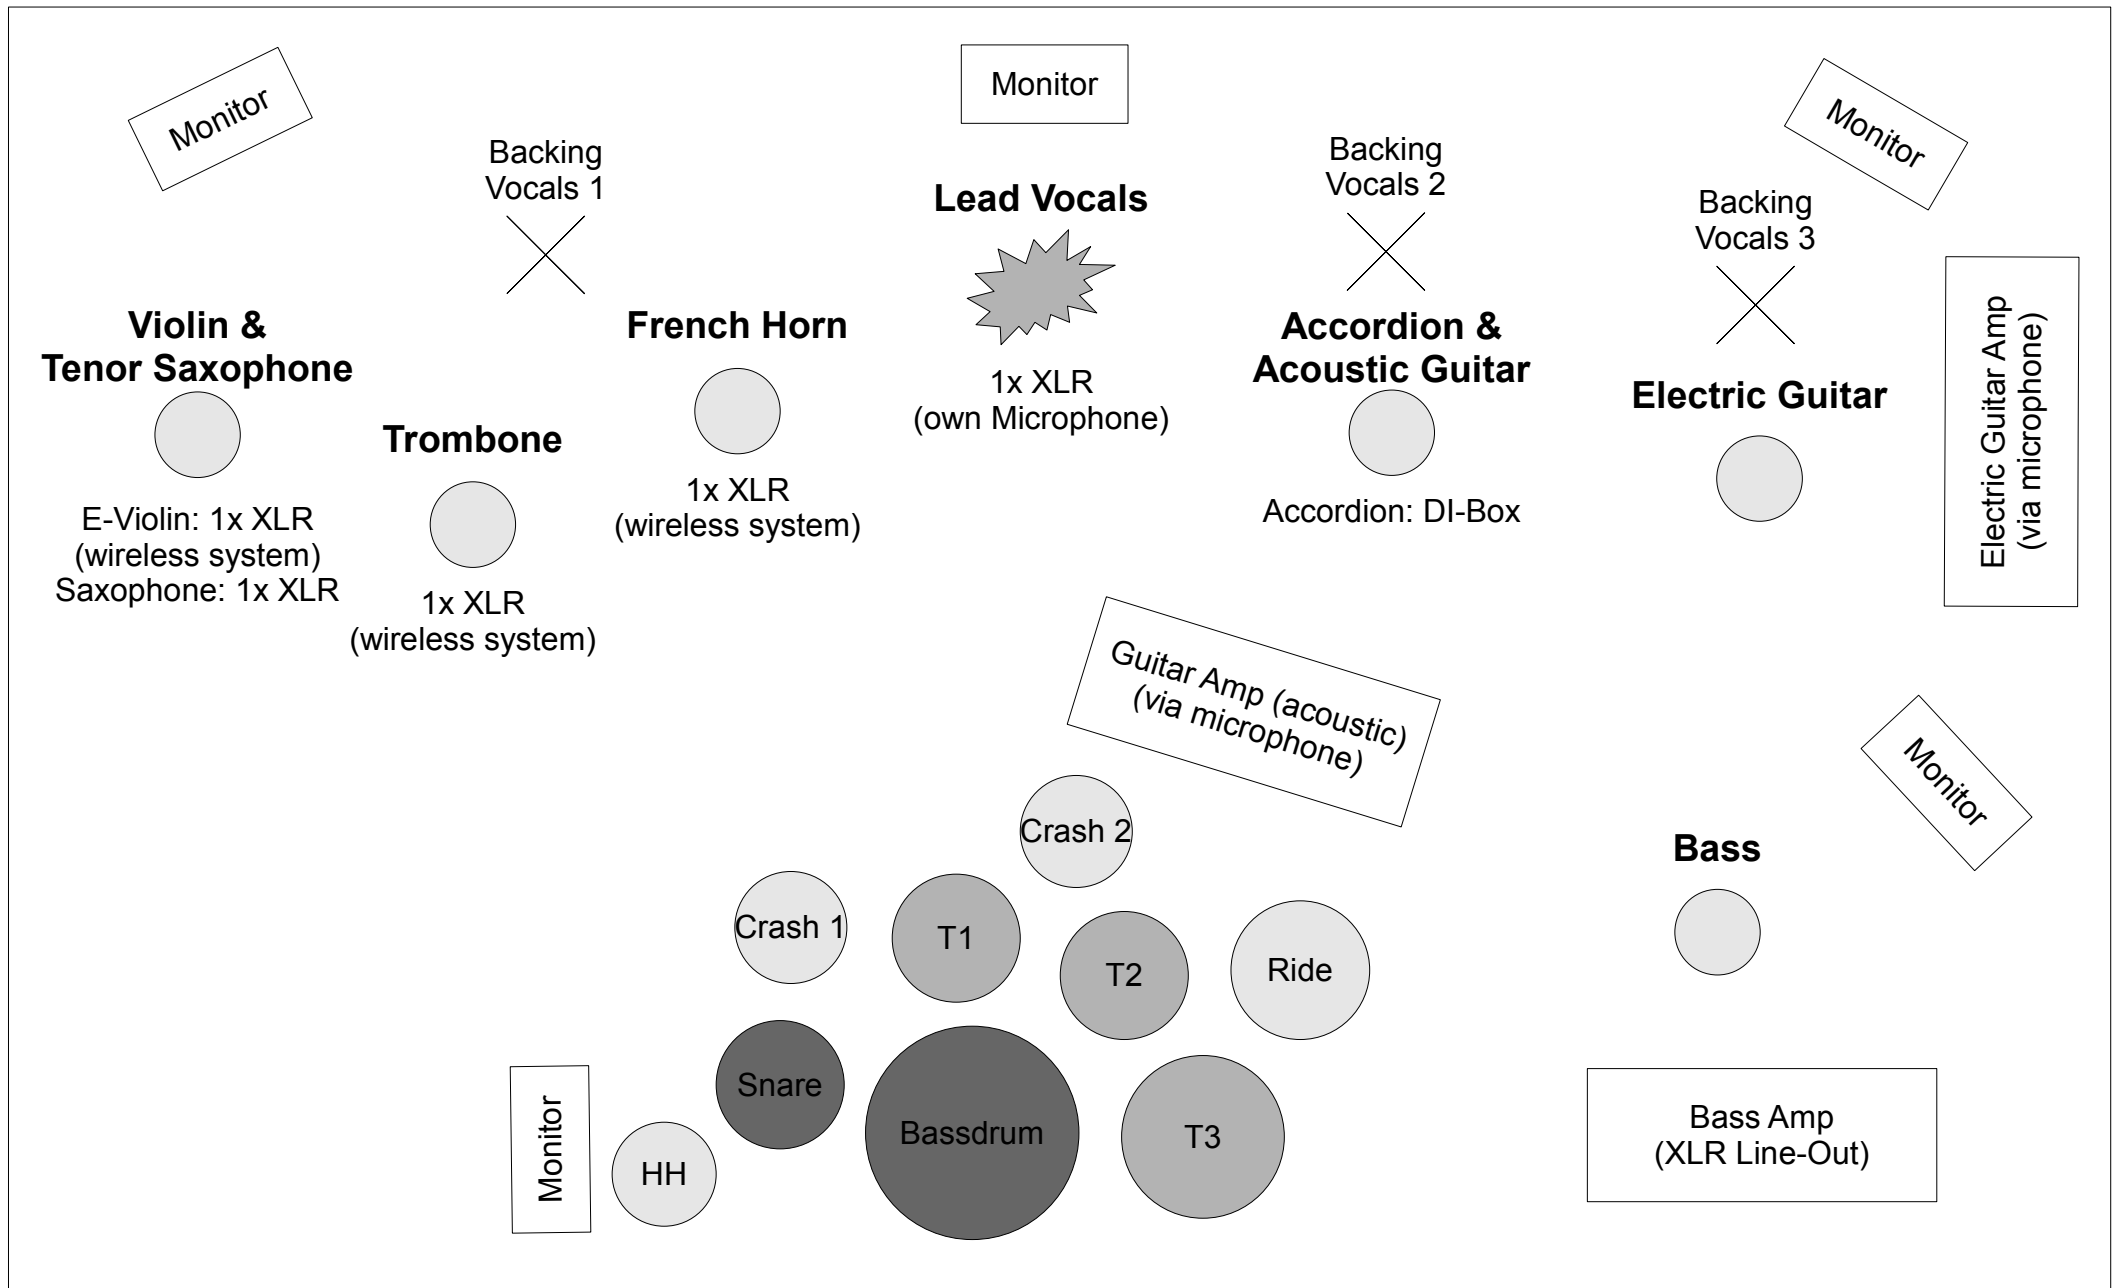 Monitor
Monitor
Monitor
Backing
Vocals 1
Lead Vocals
1x XLR
(own Microphone)
Backing
Vocals 2
Backing
Vocals 3
Violin &
Tenor Saxophone
E-Violin: 1x XLR
(wireless system)
Saxophone: 1x XLR
Trombone
1x XLR
(wireless system)
French Horn
1x XLR
(wireless system)
Accordion &
Acoustic Guitar
Accordion: DI-Box
Electric Guitar
Electric Guitar Amp
(via microphone)
Guitar Amp (acoustic)
(via microphone)
Monitor
Bass
Crash 2
Crash 1
T1
T2
Ride
Snare
Bassdrum
T3
HH
Monitor
Bass Amp
(XLR Line-Out)